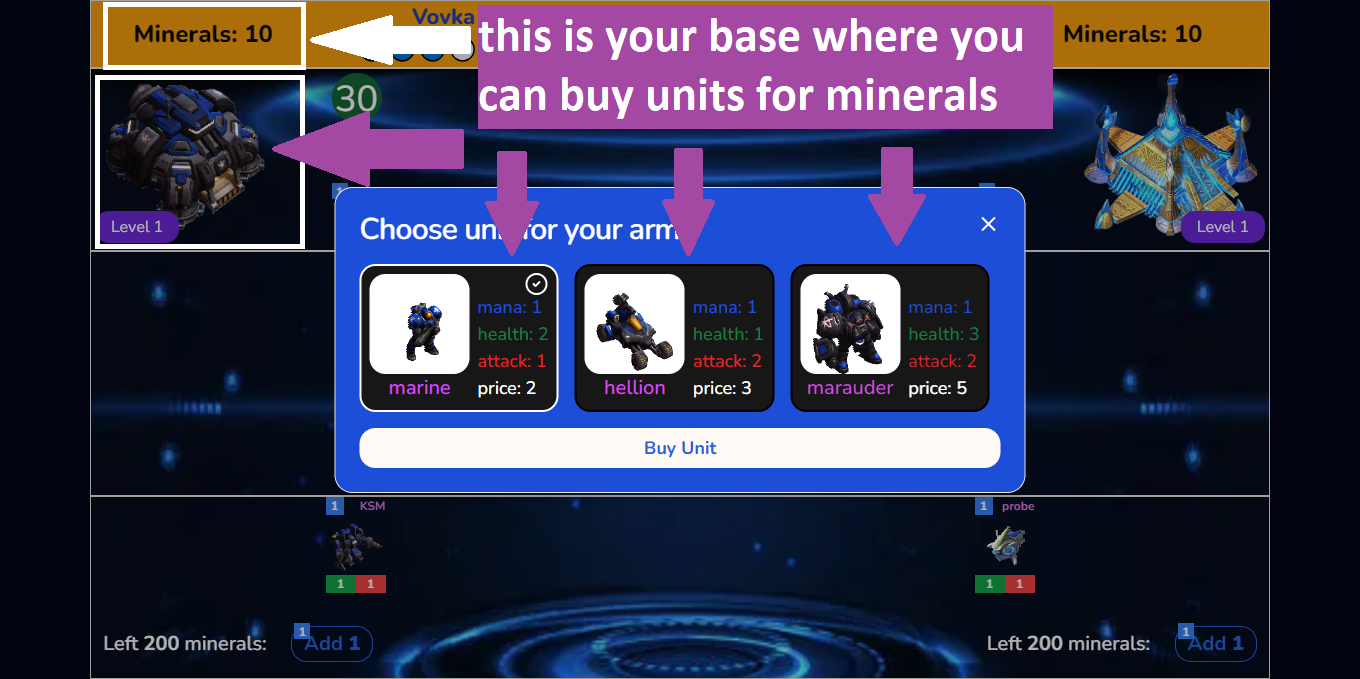 Minerals: 10
Vovka
this is your base where you
can buy units for minerals
Minerals: 10
30
Level 1
Level 1
1
Choose uni for your arm
marine
mana: 1
health: 2
attack: 1
price: 2
hellion
mana: 1
health: 1
attack: 2
price: 3
marauder
mana: 1
health: 3
attack: 2
price: 5
Buy Unit
1 KSM
1 1
1 probe
1 1
Left 200 minerals:
1
Add 1
Left 200 minerals:
1
Add 1